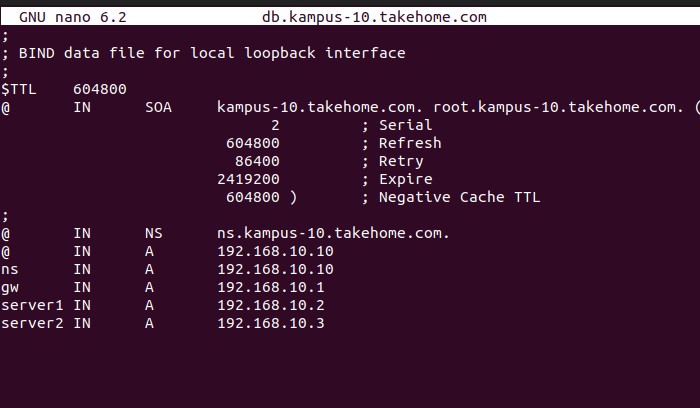 GNU nano 6.2 db.kampus-10.takehome.com
;
; BIND data file for local loopback interface
;
$TTL 604800
@ IN SOA kampus-10.takehome.com. root.kampus-10.takehome.com. (
2 ; Serial
604800 ; Refresh
86400 ; Retry
2419200 ; Expire
604800 ) ; Negative Cache TTL
;
@ IN NS ns.kampus-10.takehome.com.
@ IN A 192.168.10.10
ns IN A 192.168.10.10
gw IN A 192.168.10.1
server1 IN A 192.168.10.2
server2 IN A 192.168.10.3